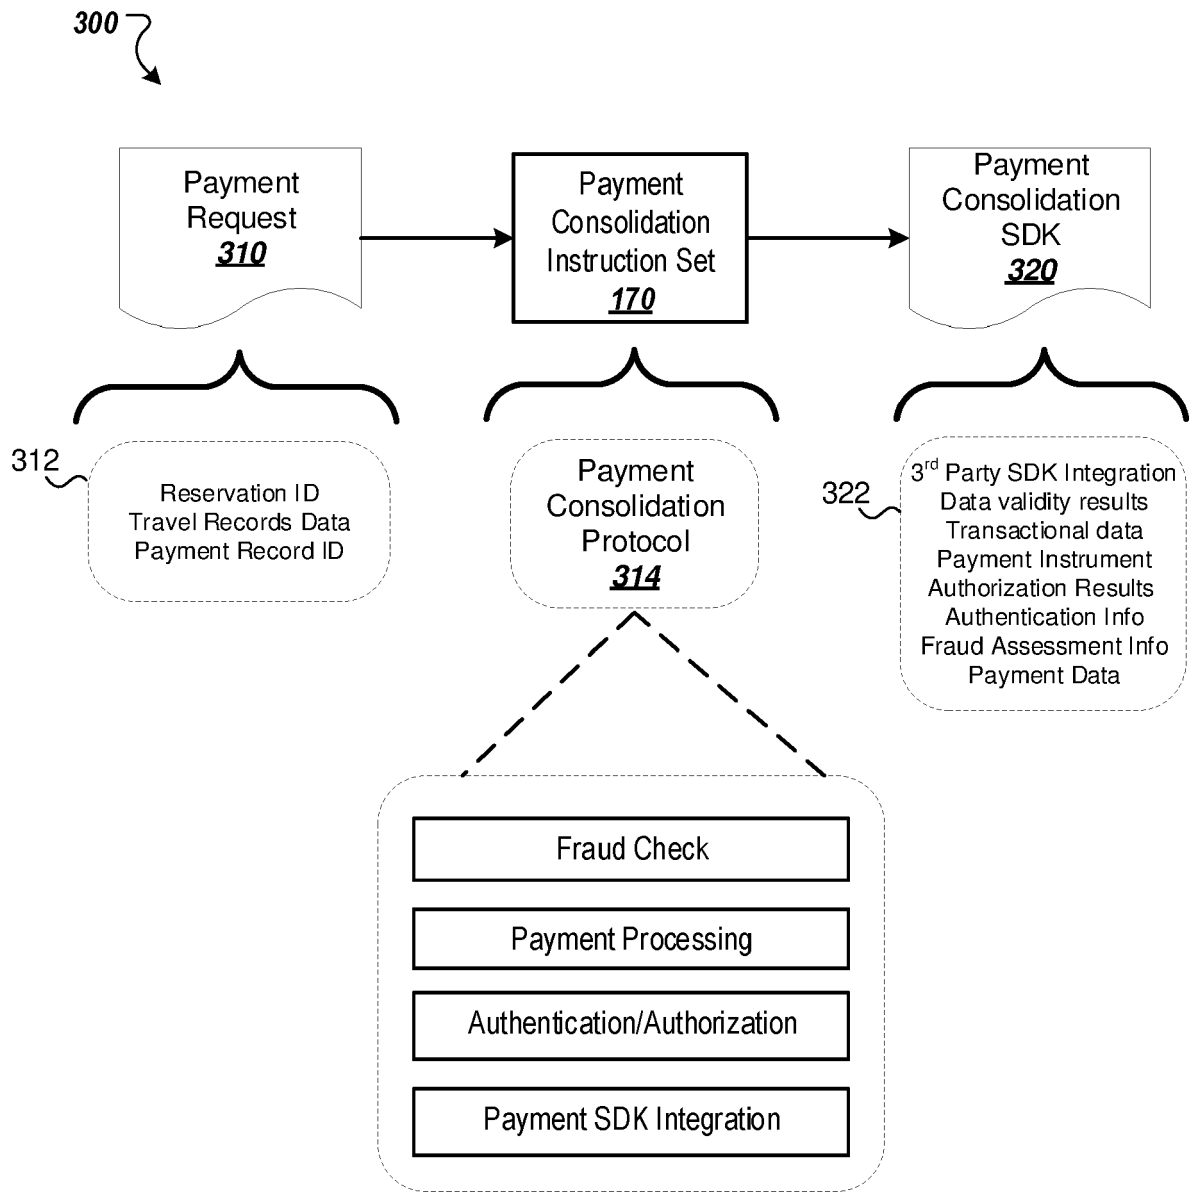 300
Payment
Request
310
Payment
Consolidation
Instruction Set
170
Payment
Consolidation
SDK
320
312
Reservation ID
Travel Records Data
Payment Record ID
Payment
Consolidation
Protocol
314
322
3rd Party SDK Integration
Data validity results
Transactional data
Payment Instrument
Authorization Results
Authentication Info
Fraud Assessment Info
Payment Data
Fraud Check
Payment Processing
Authentication/Authorization
Payment SDK Integration